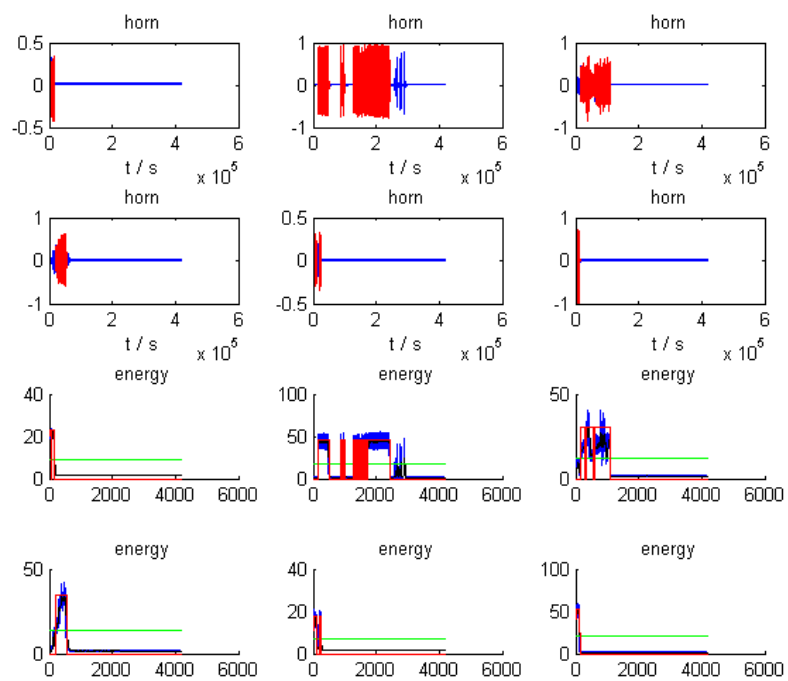 horn horn horn
0.5 1 1
0 0 0
-0.5 -1 -1
0 2 4 6 0 2 4 6 0 2 4 6
t / s t / s t / s
x 10^5 x 10^5 x 10^5
horn horn horn
1 0.5 1
0 0 0
-1 -0.5 -1
0 2 4 6 0 2 4 6 0 2 4 6
t / s t / s t / s
x 10^5 x 10^5 x 10^5
energy energy energy
40 100 50
20 50
0 0 0
0 2000 4000 6000 0 2000 4000 6000 0 2000 4000 6000
energy energy energy
50 40 100
20 50
0 0 0
0 2000 4000 6000 0 2000 4000 6000 0 2000 4000 6000